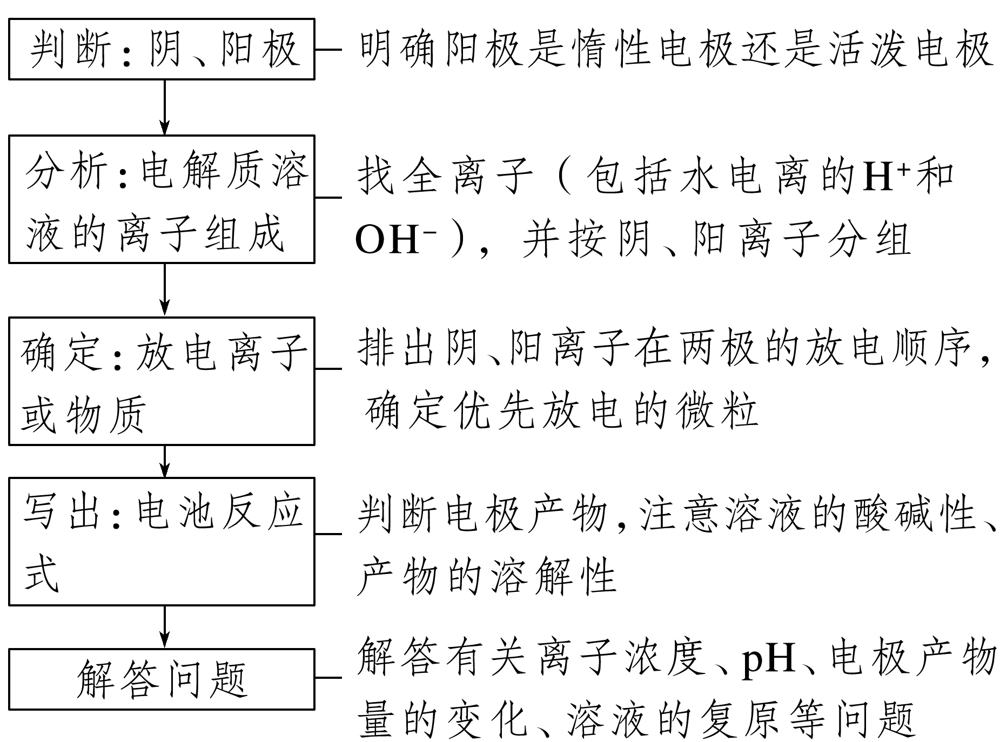 判断:阴、阳极
明确阳极是惰性电极还是活泼电极
分析:电解质溶
液的离子组成
找全离子(包括水电离的H⁺和
OH⁻),并按阴、阳离子分组
确定:放电离子
或物质
排出阴、阳离子在两极的放电顺序,
确定优先放电的微粒
写出:电池反应
式
判断电极产物,注意溶液的酸碱性、
产物的溶解性
解答问题
解答有关离子浓度、pH、电极产物
量的变化、溶液的复原等问题